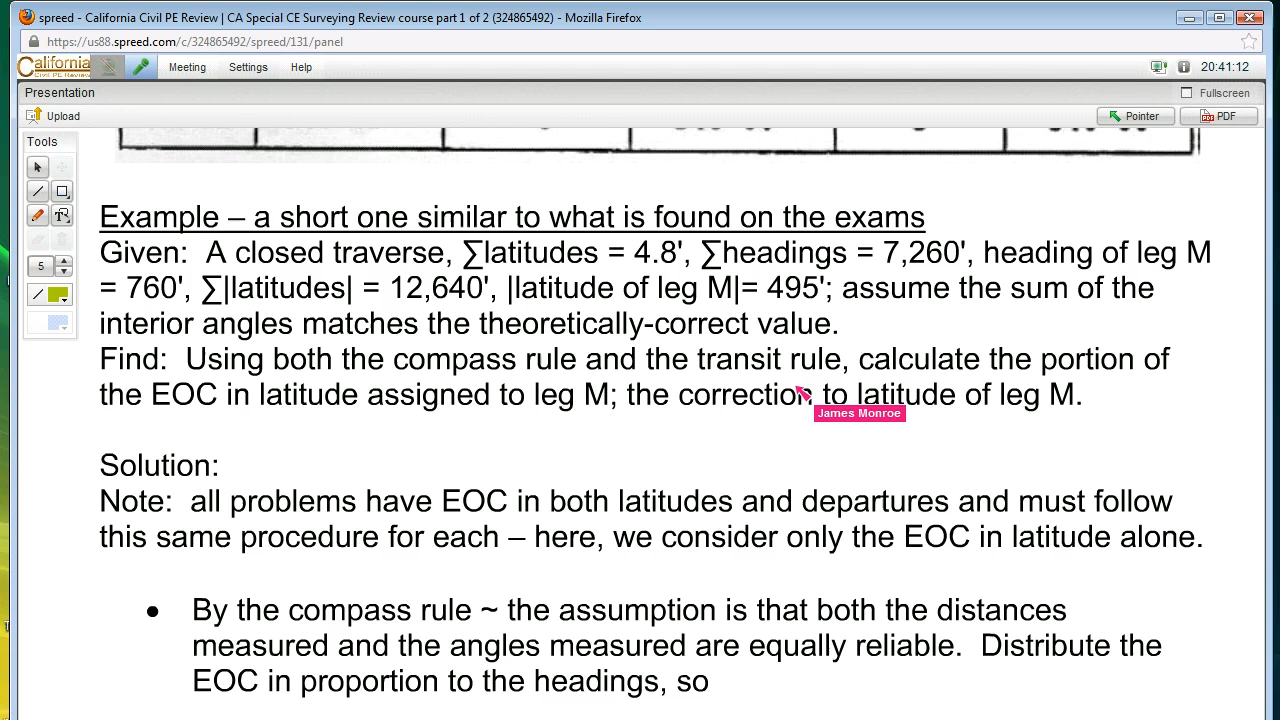 spreed - California Civil PE Review | CA Special CE Surveying Review course part 1 of 2 (324865492) - Mozilla Firefox
https://us88.spreed.com/c/324865492/spreed/131/panel
California
Civil PE Review
Meeting Settings Help 20:41:12
Presentation Fullscreen
Upload Pointer PDF
Tools
5
Example – a short one similar to what is found on the exams
Given: A closed traverse, ∑latitudes = 4.8', ∑headings = 7,260', heading of leg M
= 760', ∑|latitudes| = 12,640', |latitude of leg M|= 495'; assume the sum of the
interior angles matches the theoretically-correct value.
Find: Using both the compass rule and the transit rule, calculate the portion of
the EOC in latitude assigned to leg M; the correction to latitude of leg M.
James Monroe
Solution:
Note: all problems have EOC in both latitudes and departures and must follow
this same procedure for each – here, we consider only the EOC in latitude alone.
• By the compass rule ~ the assumption is that both the distances
measured and the angles measured are equally reliable. Distribute the
EOC in proportion to the headings, so